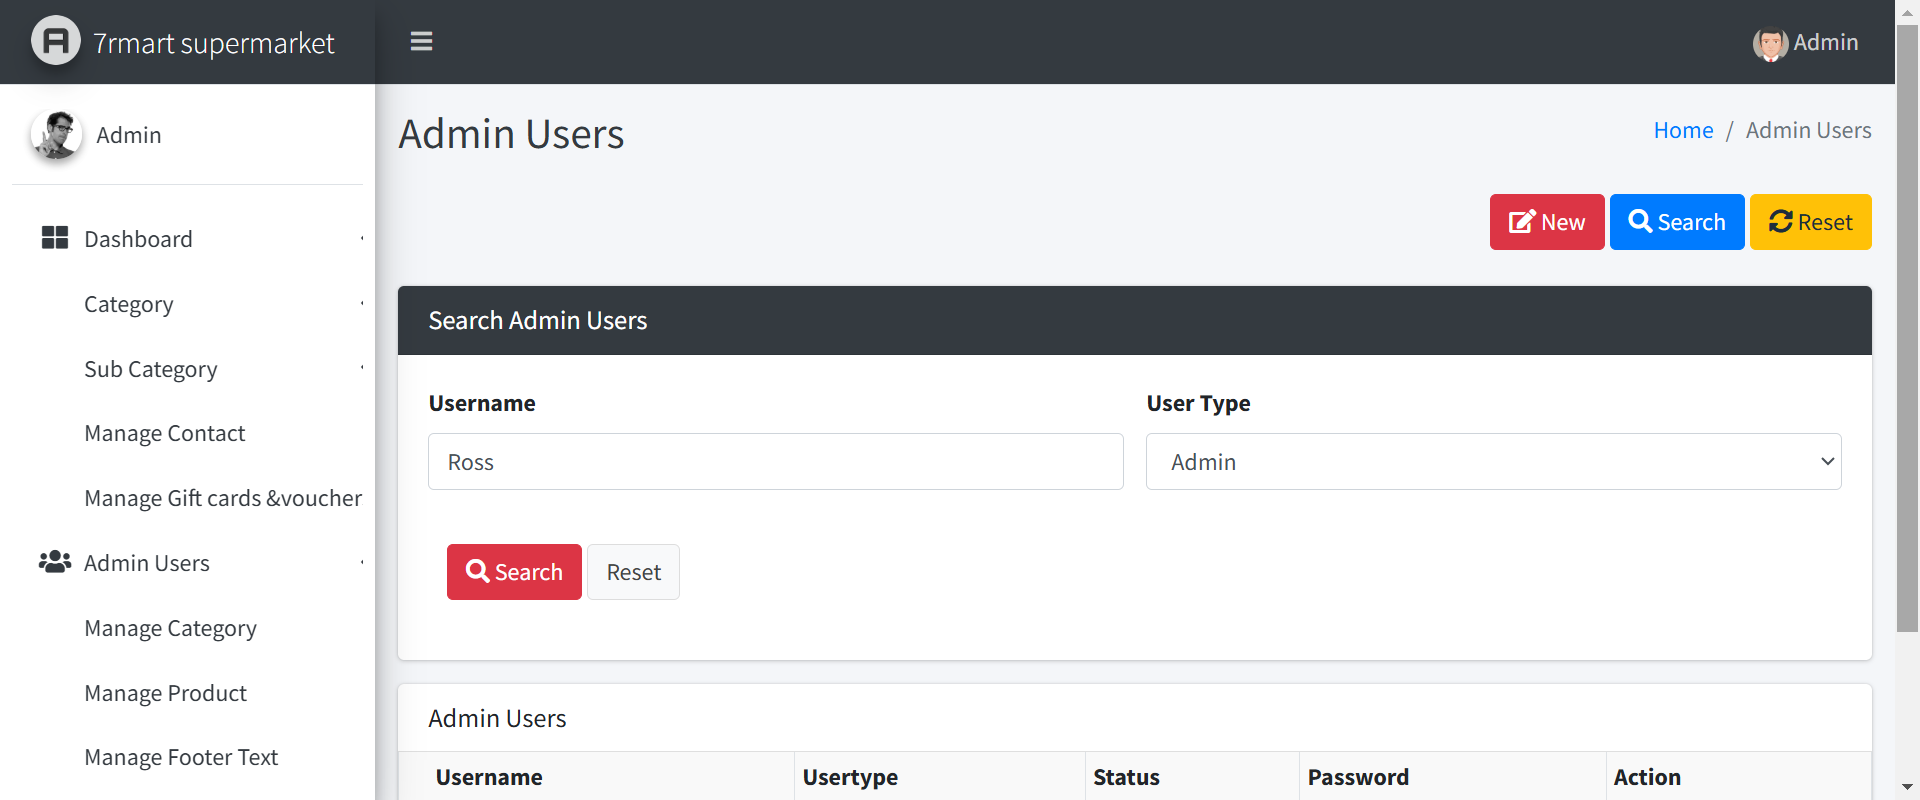 7rmart supermarket
Admin
Admin
Dashboard
Category
Sub Category
Manage Contact
Manage Gift cards &voucher
Admin Users
Manage Category
Manage Product
Manage Footer Text
Admin Users
Home / Admin Users
New Search Reset
Search Admin Users
Username User Type
Ross Admin
Search Reset
Admin Users
Username Usertype Status Password Action